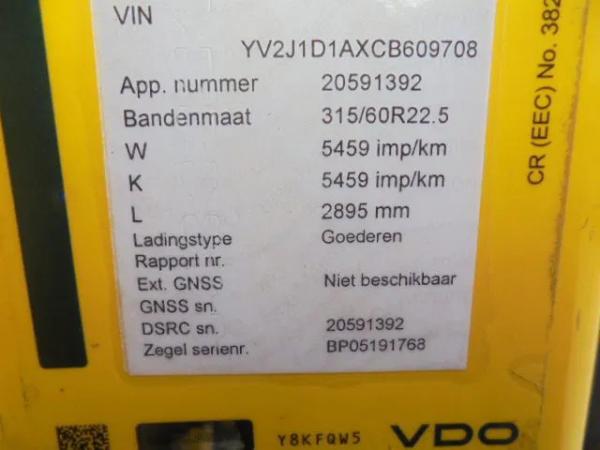 VIN
YV2J1D1AXCB609708
App. nummer 20591392
Bandenmaat 315/60R22.5
W 5459 imp/km
K 5459 imp/km
L 2895 mm
Ladingstype Goederen
Rapport nr.
Ext. GNSS Niet beschikbaar
GNSS sn.
DSRC sn. 20591392
Zegel serienr. BP05191768
Y8KFQW5 VDO
CR (EEC) No. 382